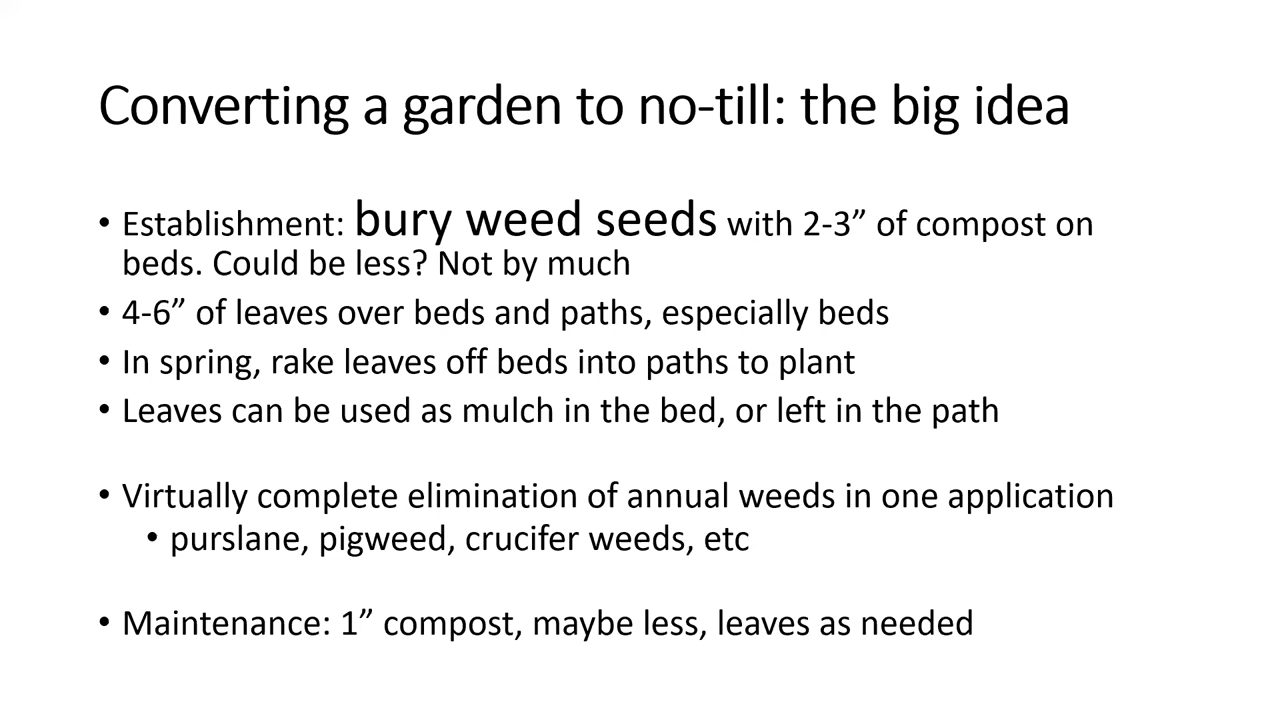 Converting a garden to no-till: the big idea
• Establishment: bury weed seeds with 2-3” of compost on
beds. Could be less? Not by much
• 4-6” of leaves over beds and paths, especially beds
• In spring, rake leaves off beds into paths to plant
• Leaves can be used as mulch in the bed, or left in the path
• Virtually complete elimination of annual weeds in one application
• purslane, pigweed, crucifer weeds, etc
• Maintenance: 1” compost, maybe less, leaves as needed